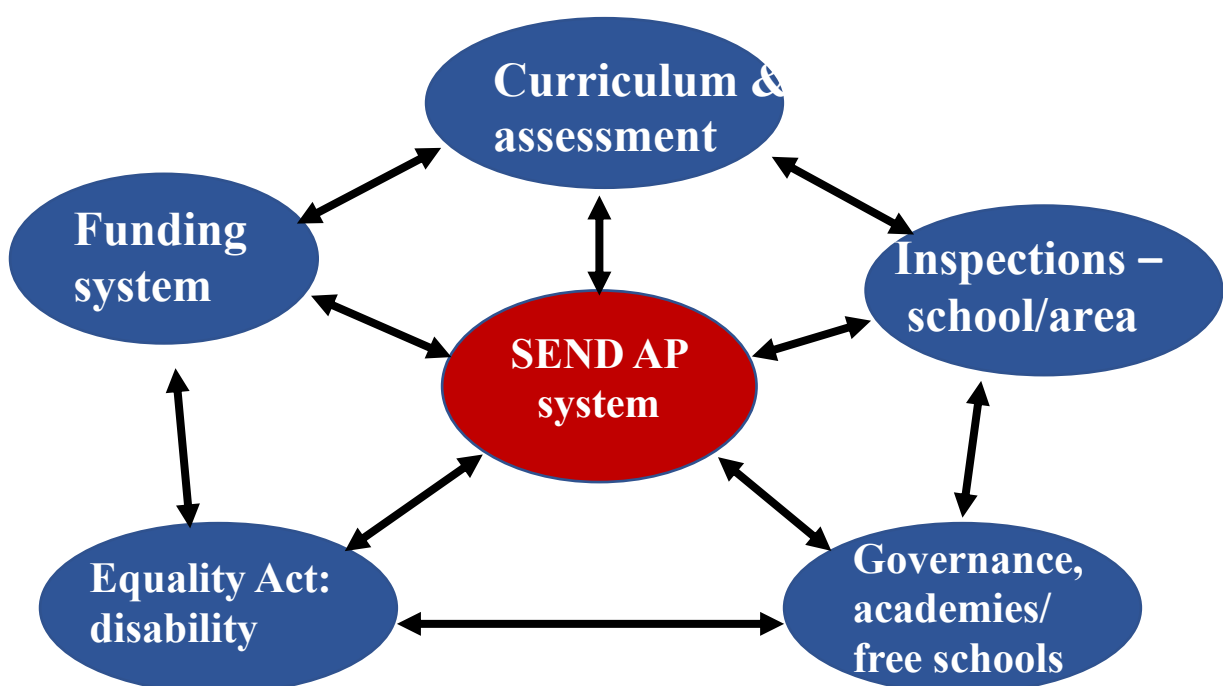 Curriculum &
assessment
Funding
system
Inspections –
school/area
SEND AP
system
Equality Act:
disability
Governance,
academies/
free schools